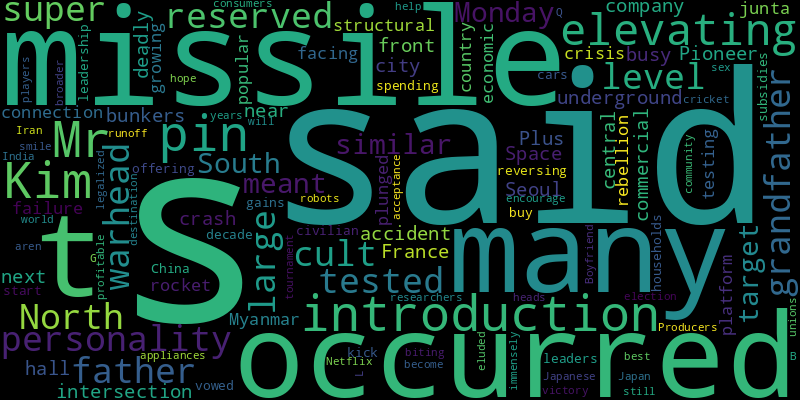 super
missile
reserved
consumers
help
Monday
Q
company
junta
structural
elevating
deadly
growing
leadership
broader
players
hope
popular
facing
front
city
spending
country
economic
crisis
busy
Pioneer
level
cars
sex
cricket
subsidies
connection
bunkers
near
years
will
underground
Iran
runoff
Mr
pin
said
similar
Plus
Space
central
rebellion
commercial
reversing
Seoul
community
testing
grandfather
India
smile
legalized
warhead
offering
South
Kim
meant
gains
robots
plunged
acceptance
encourage
buy
failure
world
t
s
destination
crash
decade
civilian
large
accident
France
many
Boyfriend
households
target
aren
G
profitable
China
rocket
cult
tournament
tested
researchers
heads
election
platform
next
start
North
Myanmar
introduction
occurred
Producers
unions
personality
appliances
father
hall
vowed
intersection
L
kick
Netflix
biting
become
eluded
immensely
leaders
Japanese
victory
Japan
best
still
B